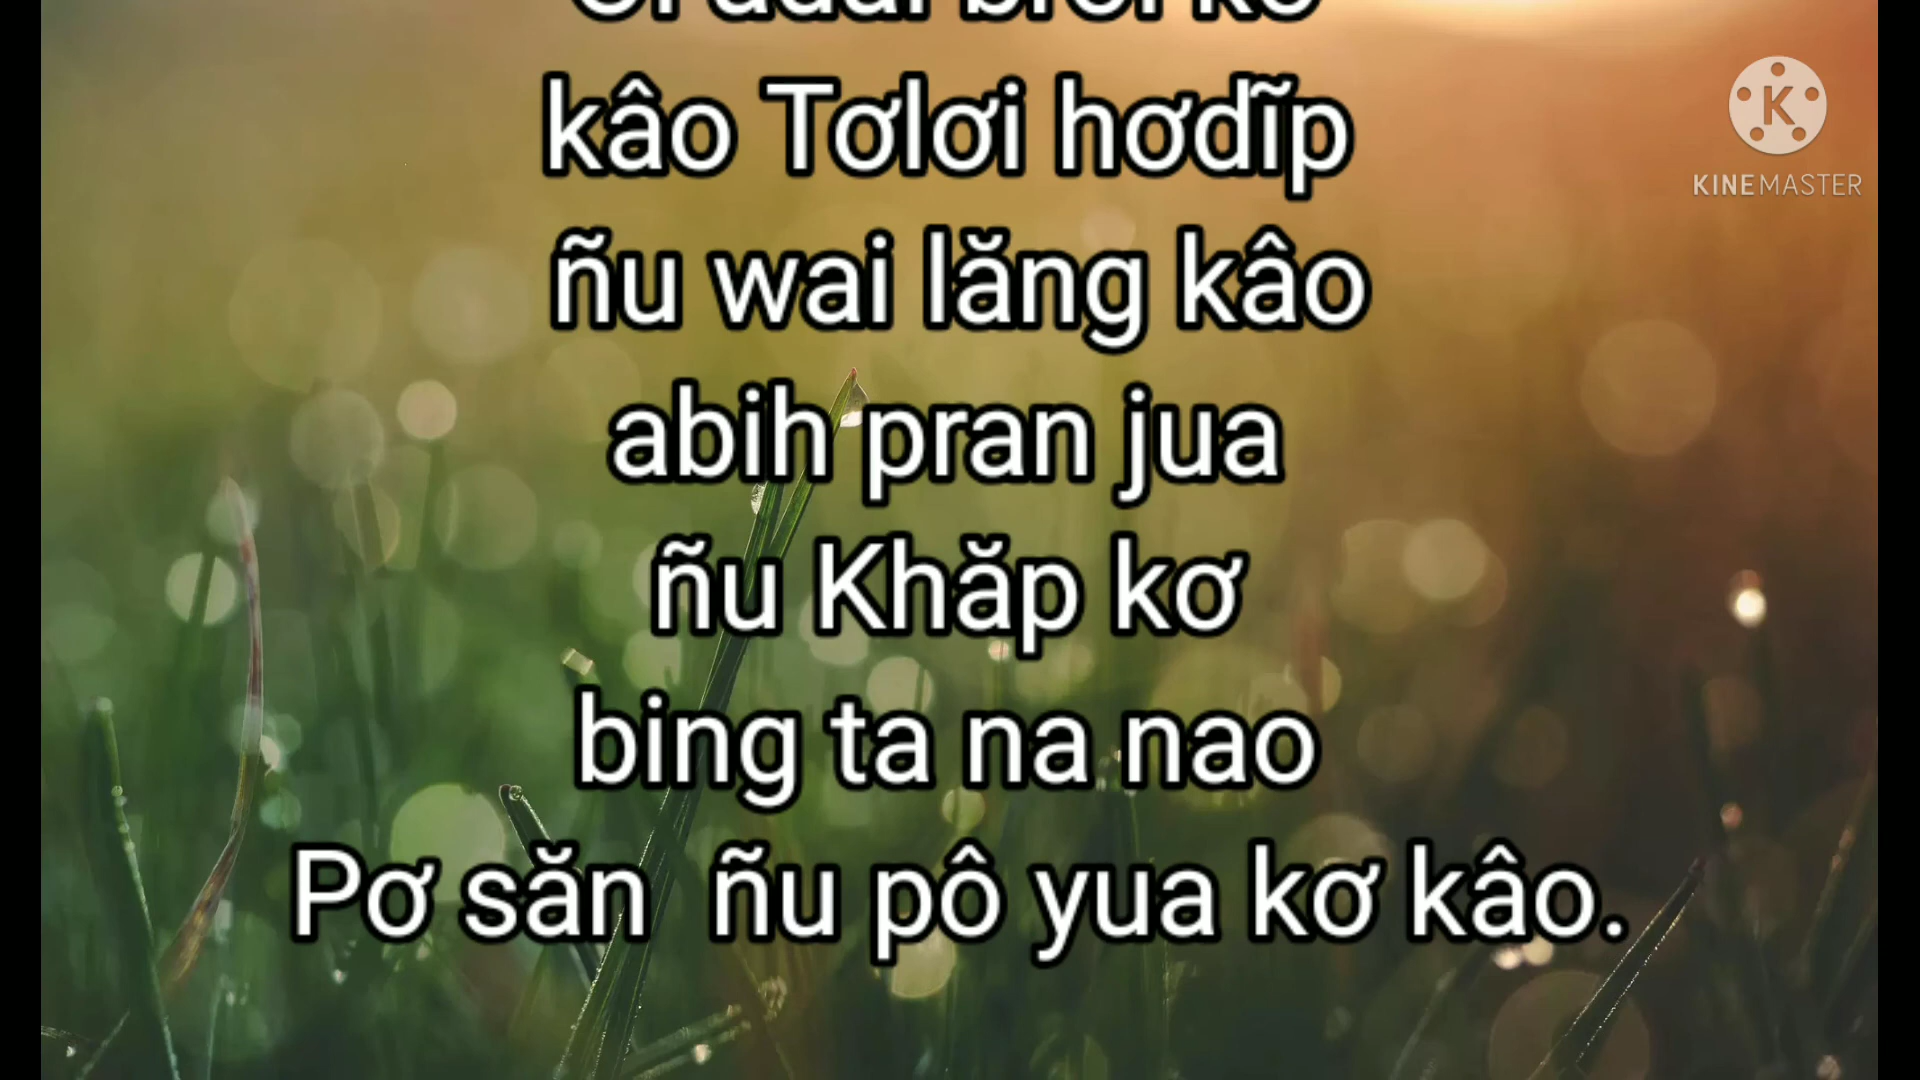 kâo Tơlơi hơdĩp
ñu wai lăng kâo
abih pran jua
ñu Khăp kơ
bing ta na nao
Pơ săn ñu pô yua kơ kâo.
KINEMASTER